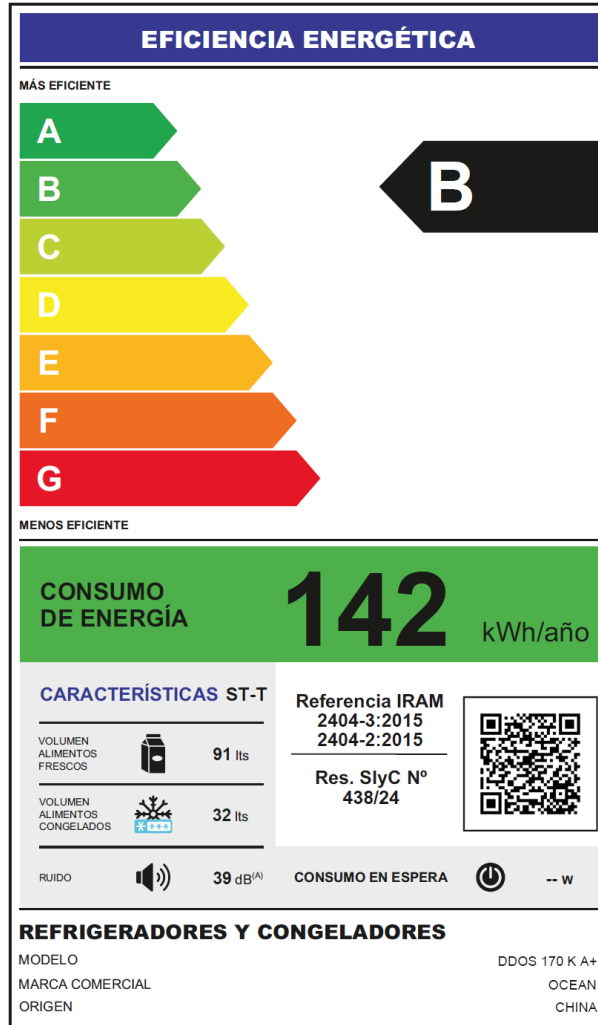 EFICIENCIA ENERGÉTICA
MÁS EFICIENTE
A
B
B
C
D
E
F
G
MENOS EFICIENTE
CONSUMO
DE ENERGÍA
142 kWh/año
CARACTERÍSTICAS ST-T
VOLUMEN
ALIMENTOS
FRESCOS
91 lts
VOLUMEN
ALIMENTOS
CONGELADOS
32 lts
RUIDO
39 dB(A)
Referencia IRAM
2404-3:2015
2404-2:2015
Res. SIyC Nº
438/24
CONSUMO EN ESPERA
-- W
REFRIGERADORES Y CONGELADORES
MODELO DDOS 170 K A+
MARCA COMERCIAL OCEAN
ORIGEN CHINA